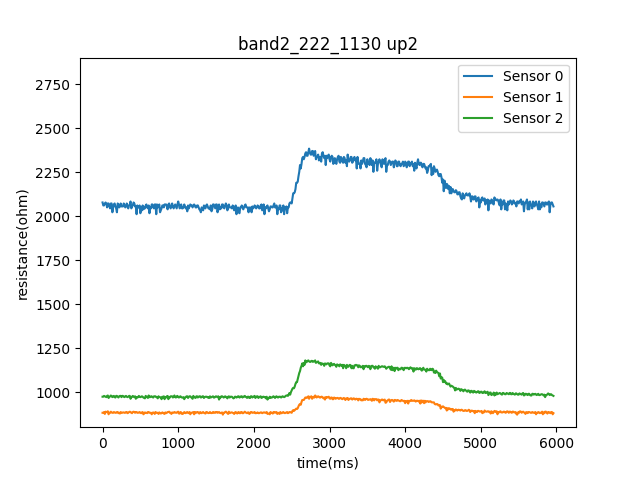 band2_222_1130 up2
Sensor 0
Sensor 1
Sensor 2
resistance(ohm)
2750
2500
2250
2000
1750
1500
1250
1000
0 1000 2000 3000 4000 5000 6000
time(ms)